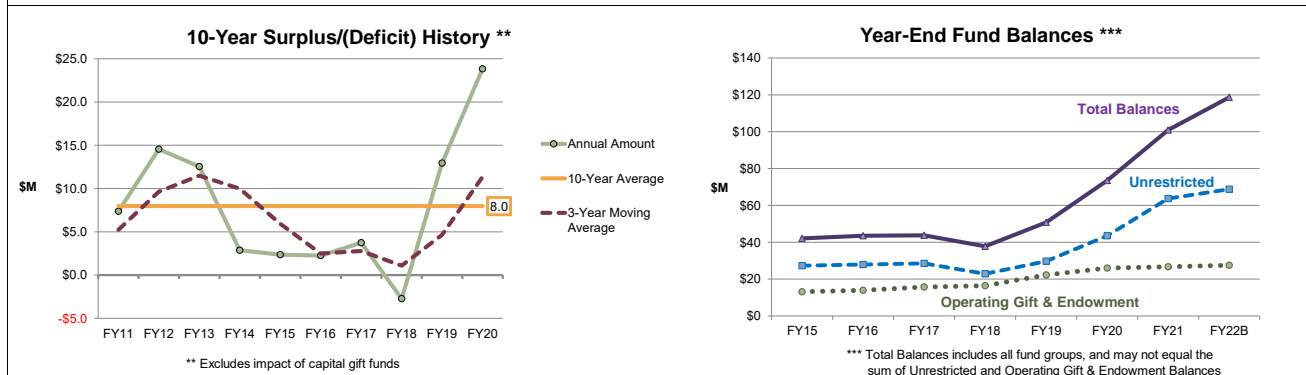 10-Year Surplus/(Deficit) History **
$25.0
$20.0
$15.0
$10.0
$5.0
$0.0
-$5.0
$M
FY11 FY12 FY13 FY14 FY15 FY16 FY17 FY18 FY19 FY20
8.0
Annual Amount
10-Year Average
3-Year Moving
Average
** Excludes impact of capital gift funds
Year-End Fund Balances ***
$140
$120
$100
$80
$60
$40
$20
$0
$M
Total Balances
Unrestricted
Operating Gift & Endowment
FY15 FY16 FY17 FY18 FY19 FY20 FY21 FY22B
*** Total Balances includes all fund groups, and may not equal the
sum of Unrestricted and Operating Gift & Endowment Balances